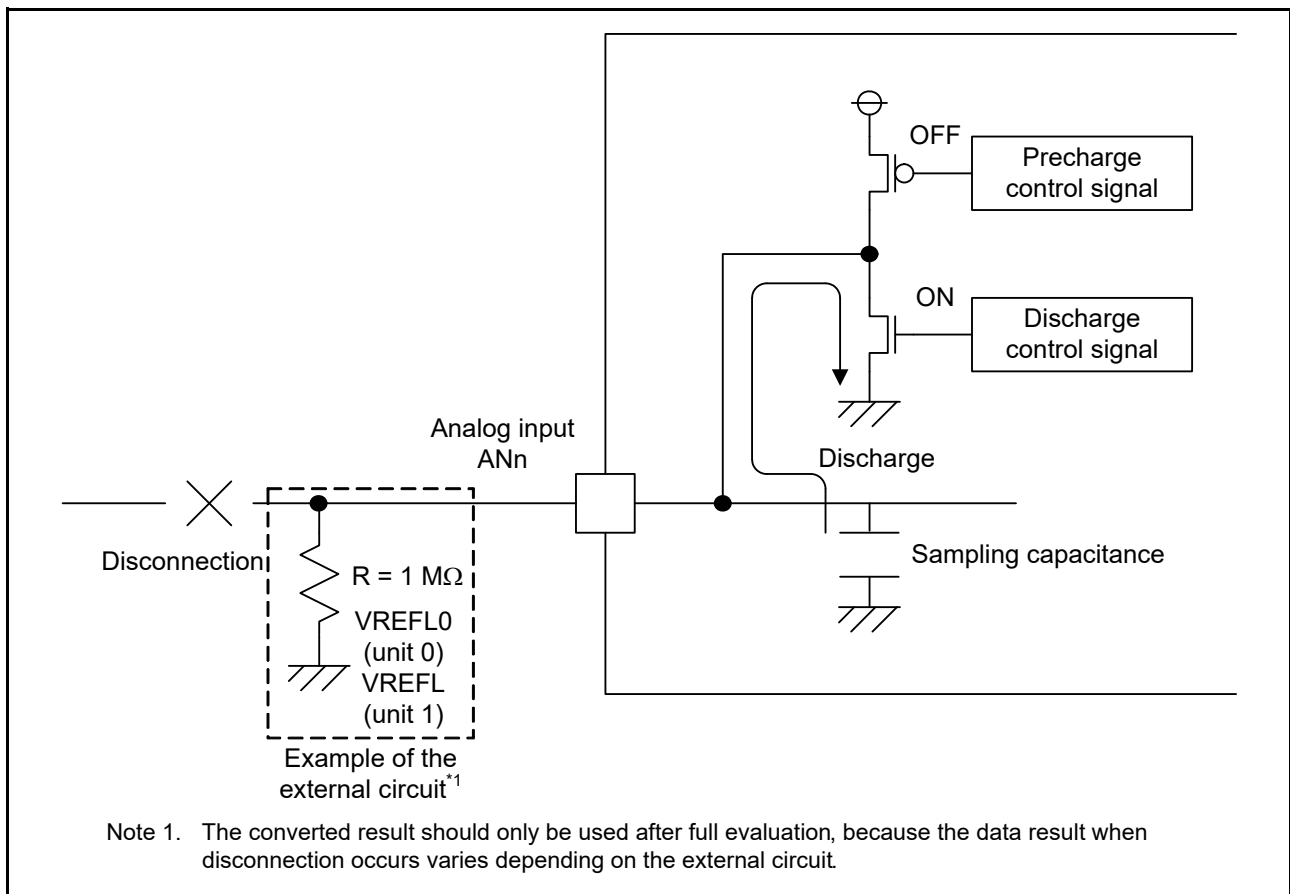 OFF
Precharge
control signal
ON
Discharge
control signal
Analog input
ANn
Discharge
Disconnection
R = 1 MΩ
VREFL0
(unit 0)
VREFL
(unit 1)
Sampling capacitance
Example of the
external circuit*1
Note 1. The converted result should only be used after full evaluation, because the data result when
disconnection occurs varies depending on the external circuit.